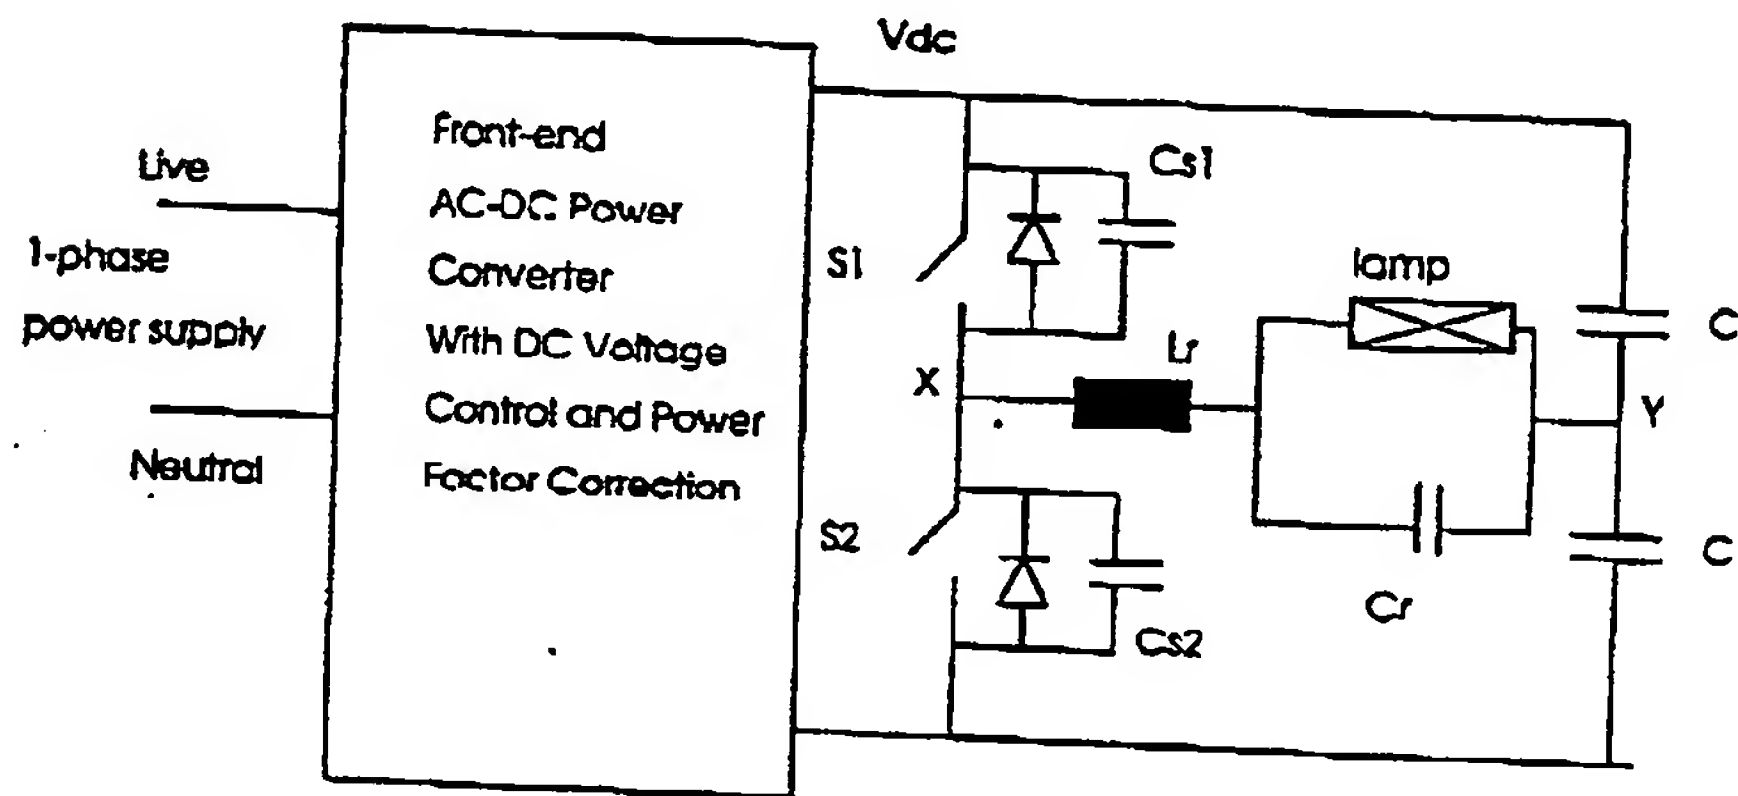 Vdc
Front-end
AC-DC Power
Converter
With DC Voltage
Control and Power
Factor Correction
Live
1-phase
power supply
Neutral
S1
Cs1
X
Lr
lamp
C
Y
S2
Cs2
Cr
C